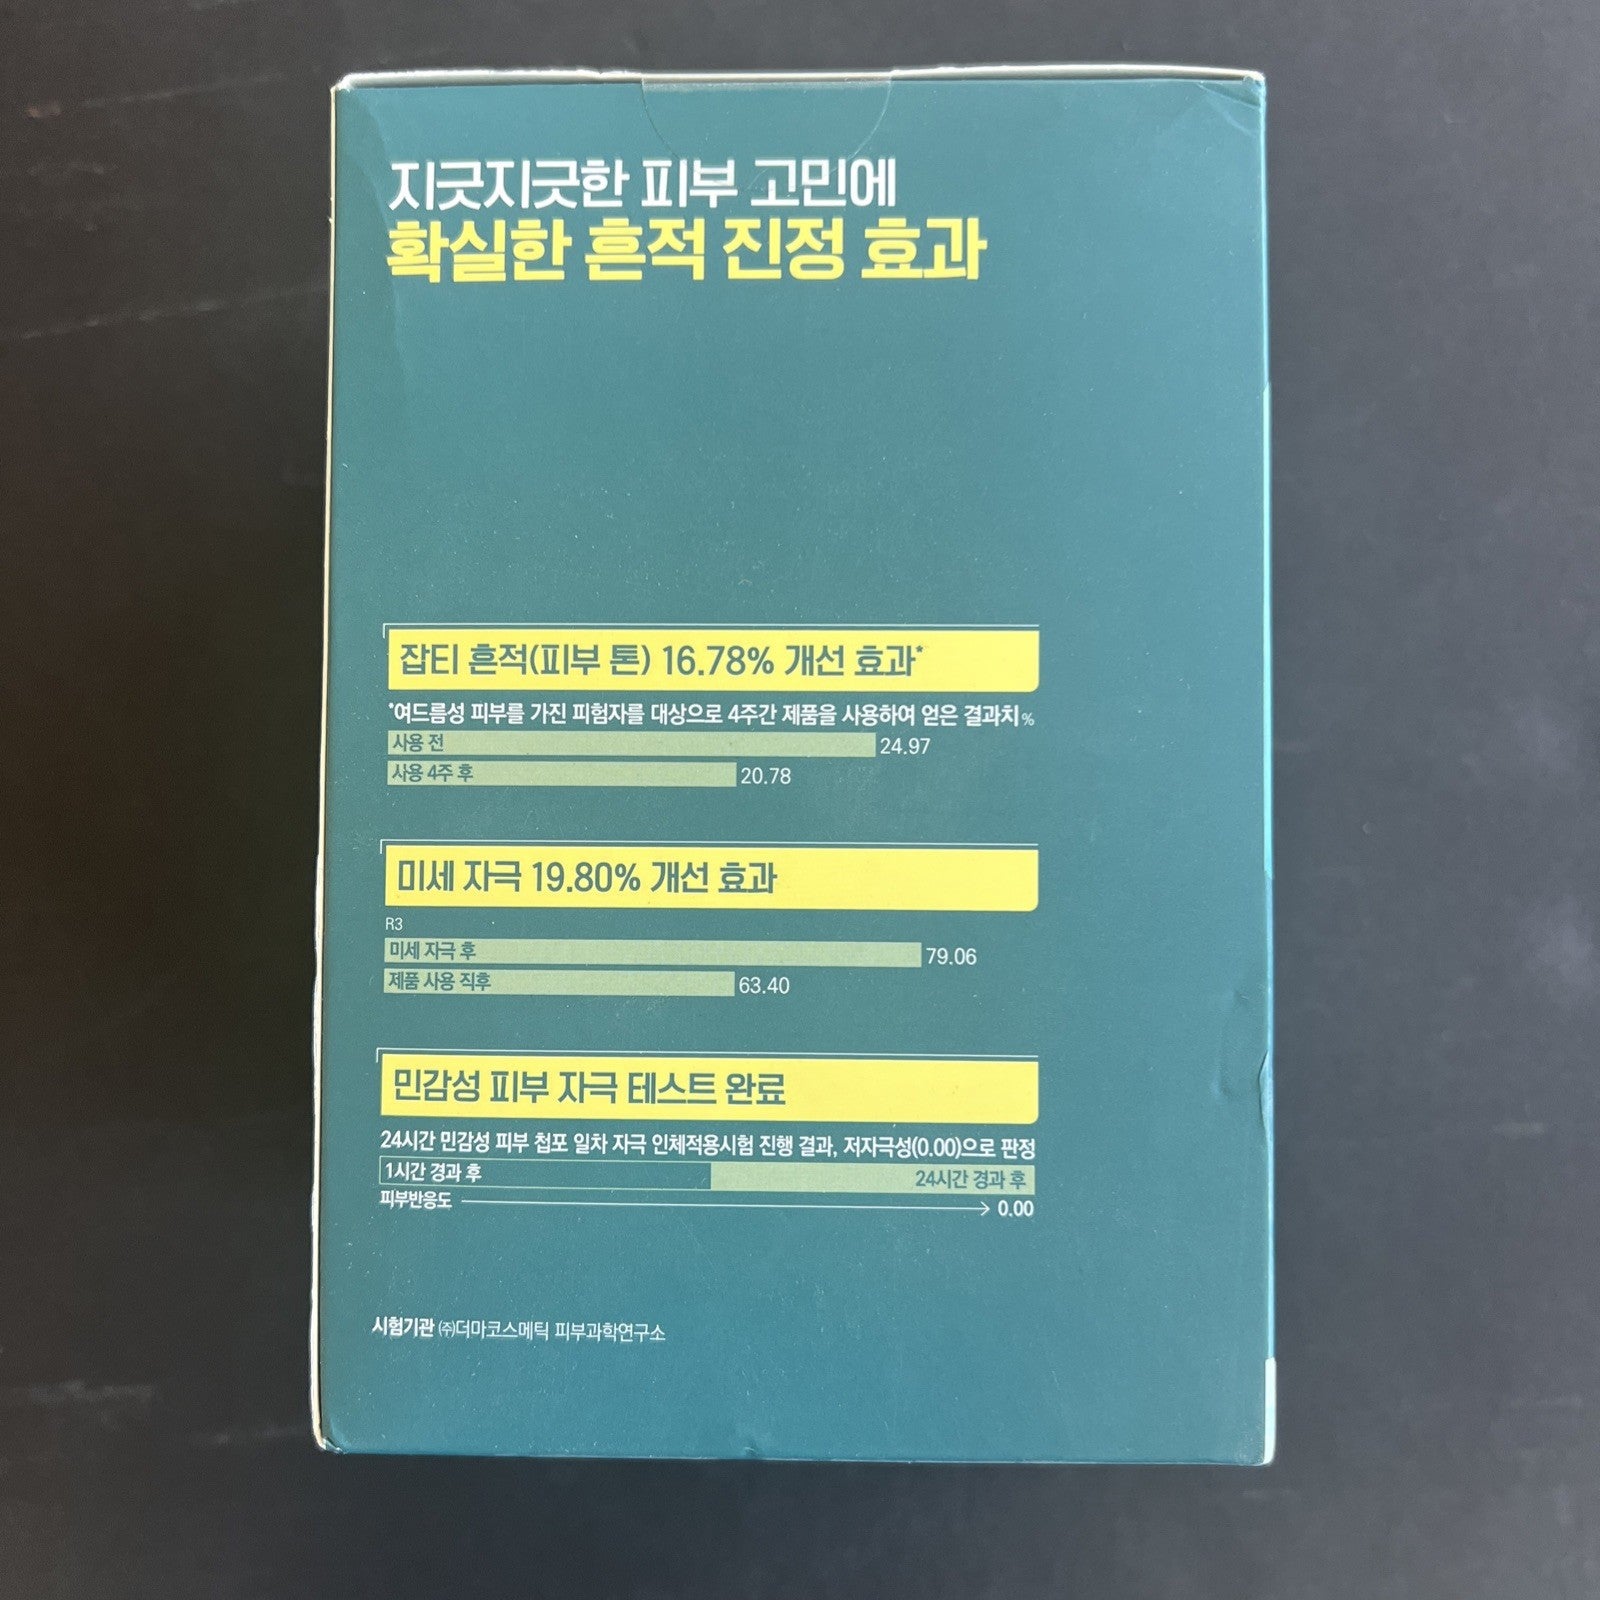 지긋지긋한 피부 고민에
확실한 흔적 진정 효과
잡티 흔적(피부 톤) 16.78% 개선 효과*
*여드름성 피부를 가진 피험자를 대상으로 4주간 제품을 사용하여 얻은 결과치 %
사용 전 24.97
사용 4주 후 20.78
미세 자극 19.80% 개선 효과
R3
미세 자극 후 79.06
제품 사용 직후 63.40
민감성 피부 자극 테스트 완료
24시간 민감성 피부 첩포 일차 자극 인체적용시험 진행 결과, 저자극성(0.00)으로 판정
1시간 경과 후 24시간 경과 후
피부반응도 0.00
시험기관 ㈜더마코스메틱 피부과학연구소